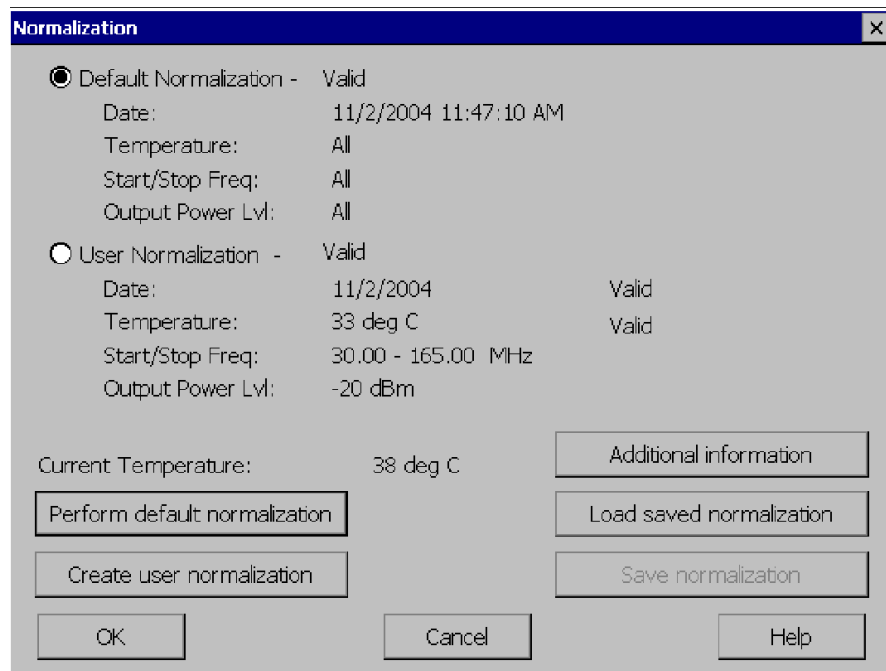 Normalization
Default Normalization - Valid
Date: 11/2/2004 11:47:10 AM
Temperature: All
Start/Stop Freq: All
Output Power Lvl: All
User Normalization - Valid
Date: 11/2/2004 Valid
Temperature: 33 deg C Valid
Start/Stop Freq: 30.00 - 165.00 MHz
Output Power Lvl: -20 dBm
Current Temperature: 38 deg C
Additional information
Perform default normalization
Load saved normalization
Create user normalization
Save normalization
OK
Cancel
Help